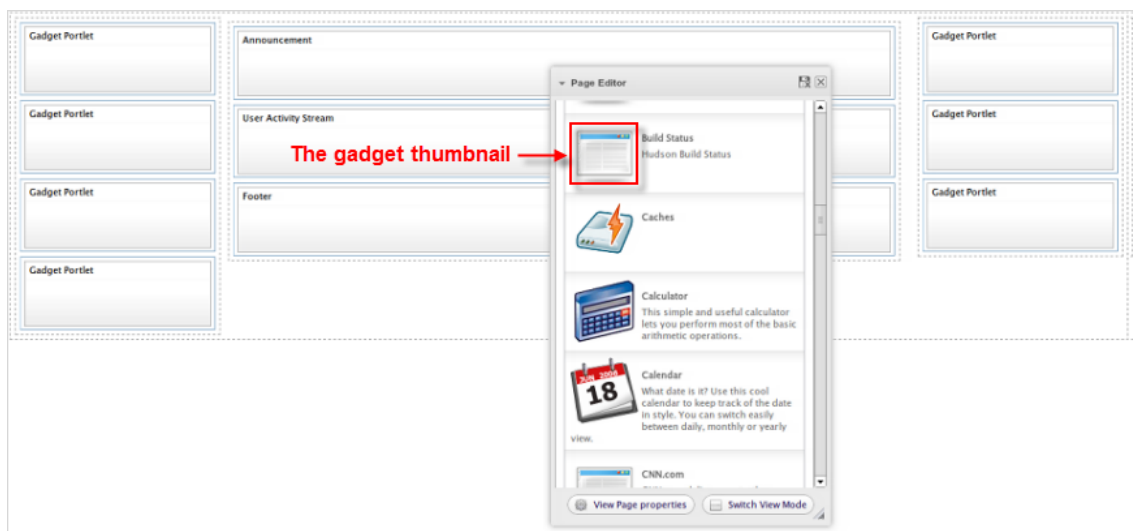 Gadget Portlet
Gadget Portlet
Gadget Portlet
Gadget Portlet
Announcement
User Activity Stream
Footer
Gadget Portlet
Gadget Portlet
Gadget Portlet
The gadget thumbnail
Page Editor
Build Status
Hudson Build Status
Caches
Calculator
This simple and useful calculator
lets you perform most of the basic
arithmetic operations.
JUN 2006
18
Calendar
What date is it? Use this cool
calendar to keep track of the date
in style. You can switch easily
between daily, monthly or yearly
view.
CNN.com
View Page properties
Switch View Mode